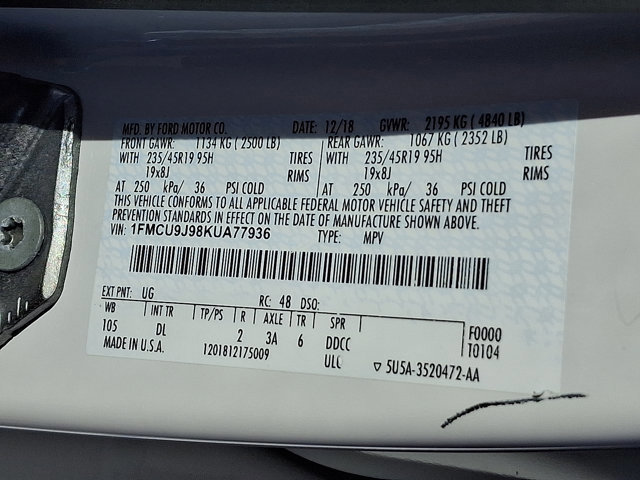 MFD. BY FORD MOTOR CO. DATE: 12/18 GVWR: 2195 KG ( 4840 LB)
FRONT GAWR: 1134 KG ( 2500 LB) REAR GAWR: 1067 KG ( 2352 LB)
WITH 235/45R19 95H TIRES WITH 235/45R19 95H TIRES
19x8J RIMS 19x8J RIMS
AT 250 kPa/ 36 PSI COLD AT 250 kPa/ 36 PSI COLD
THIS VEHICLE CONFORMS TO ALL APPLICABLE FEDERAL MOTOR VEHICLE SAFETY AND THEFT
PREVENTION STANDARDS IN EFFECT ON THE DATE OF MANUFACTURE SHOWN ABOVE.
VIN: 1FMCU9J98KUA77936 TYPE: MPV
EXT PNT: UG RC: 48 DSO:
WB INT TR TP/PS R AXLE TR SPR F0000
105 DL 2 3A 6 DDCC T0104
MADE IN U.S.A. 1201812175009 ULC 5U5A-3520472-AA